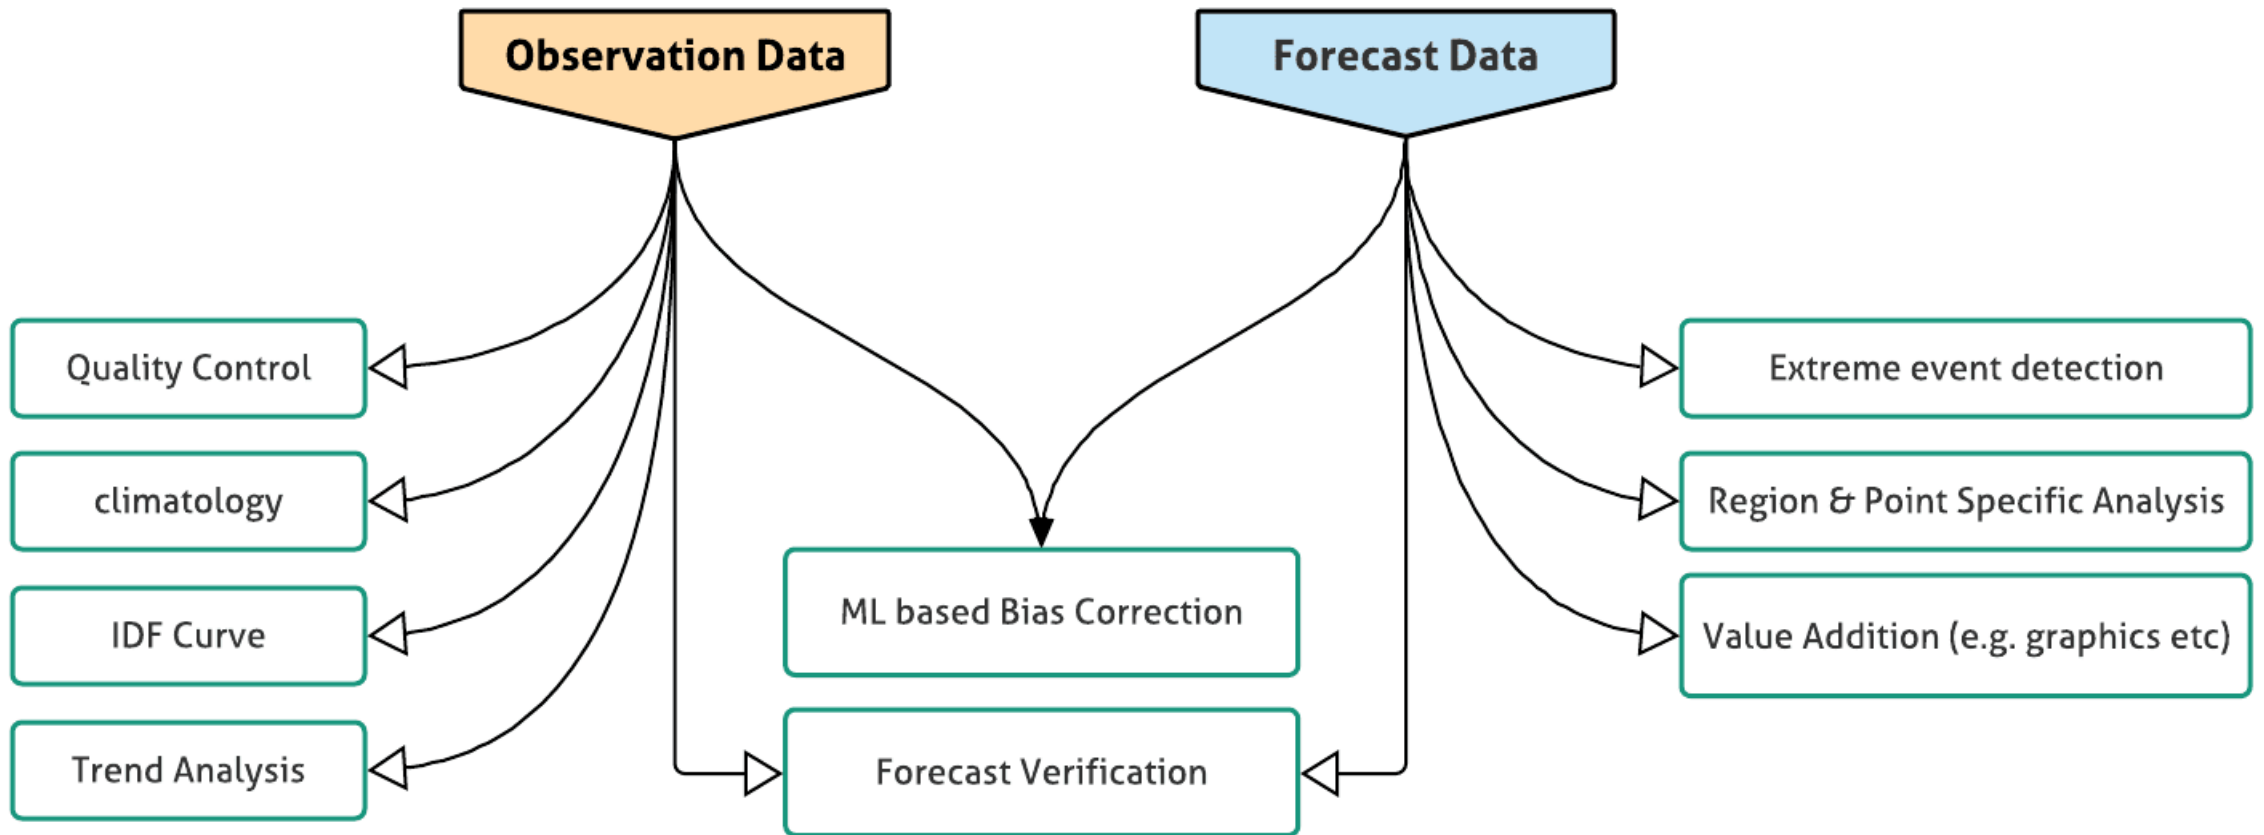 Observation Data
Forecast Data
Quality Control
climatology
IDF Curve
Trend Analysis
ML based Bias Correction
Forecast Verification
Extreme event detection
Region & Point Specific Analysis
Value Addition (e.g. graphics etc)